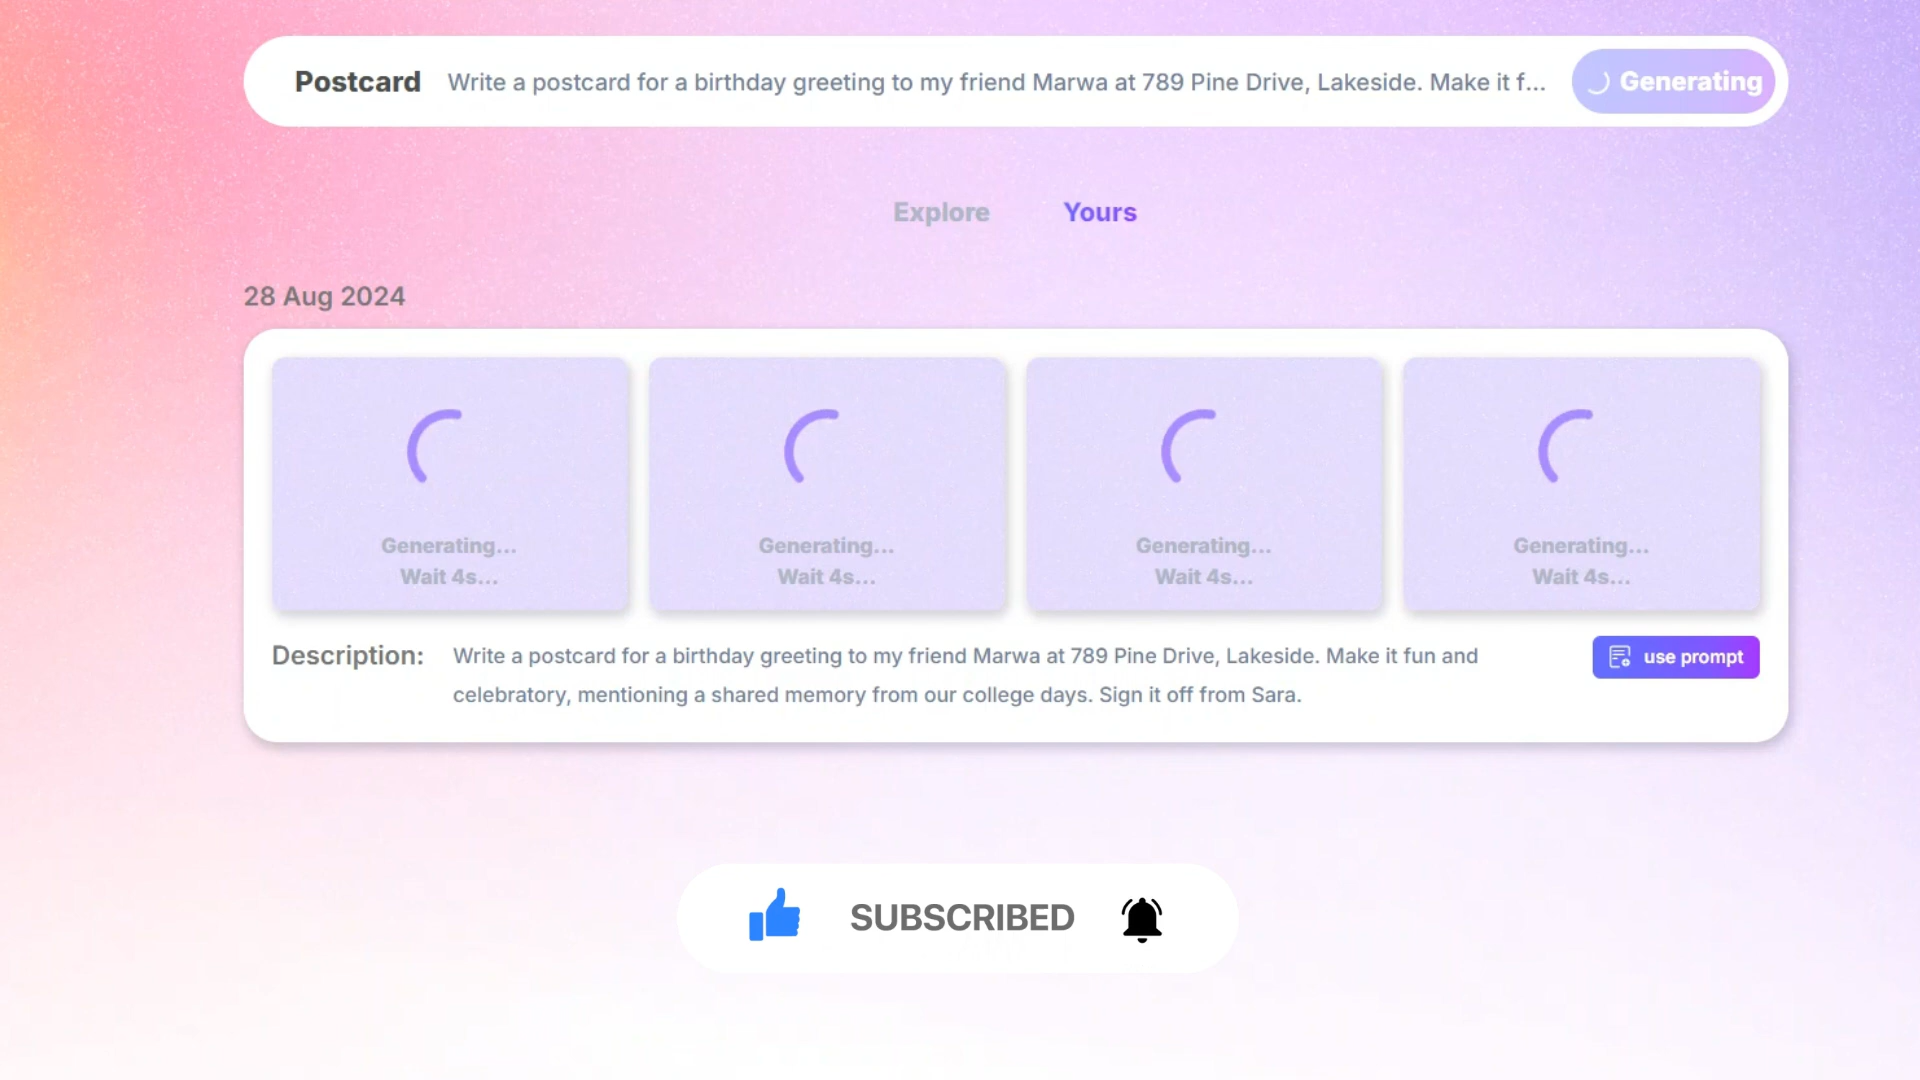 Postcard Write a postcard for a birthday greeting to my friend Marwa at 789 Pine Drive, Lakeside. Make it f... Generating
Explore Yours
28 Aug 2024
Generating... Generating... Generating... Generating...
Wait 4s... Wait 4s... Wait 4s... Wait 4s...
Description: Write a postcard for a birthday greeting to my friend Marwa at 789 Pine Drive, Lakeside. Make it fun and use prompt
celebratory, mentioning a shared memory from our college days. Sign it off from Sara.
SUBSCRIBED